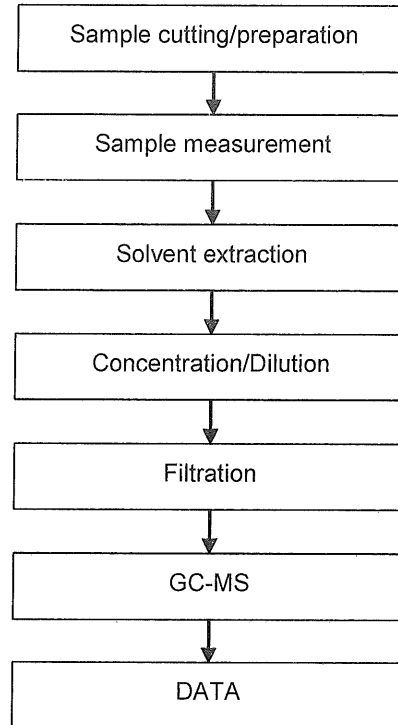 Sample cutting/preparation
Sample measurement
Solvent extraction
Concentration/Dilution
Filtration
GC-MS
DATA